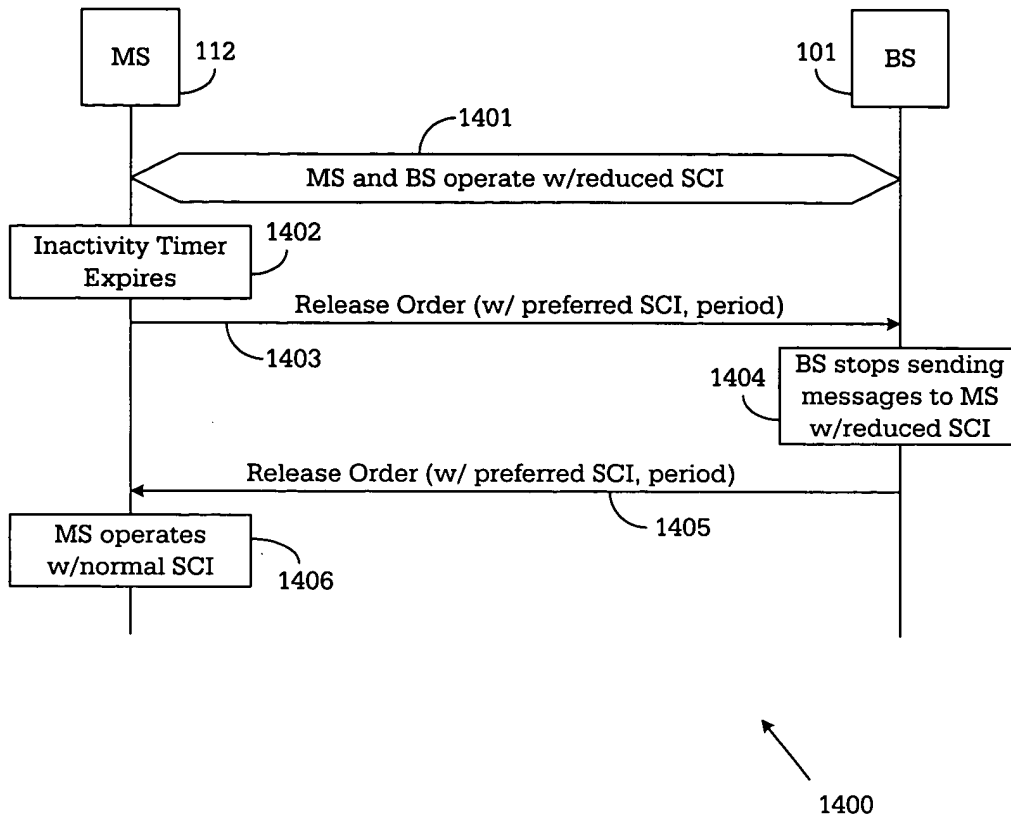 MS
112
101
BS
1401
MS and BS operate w/reduced SCI
Inactivity Timer
Expires
1402
Release Order (w/ preferred SCI, period)
1403
1404
BS stops sending
messages to MS
w/reduced SCI
Release Order (w/ preferred SCI, period)
1405
MS operates
w/normal SCI
1406
1400